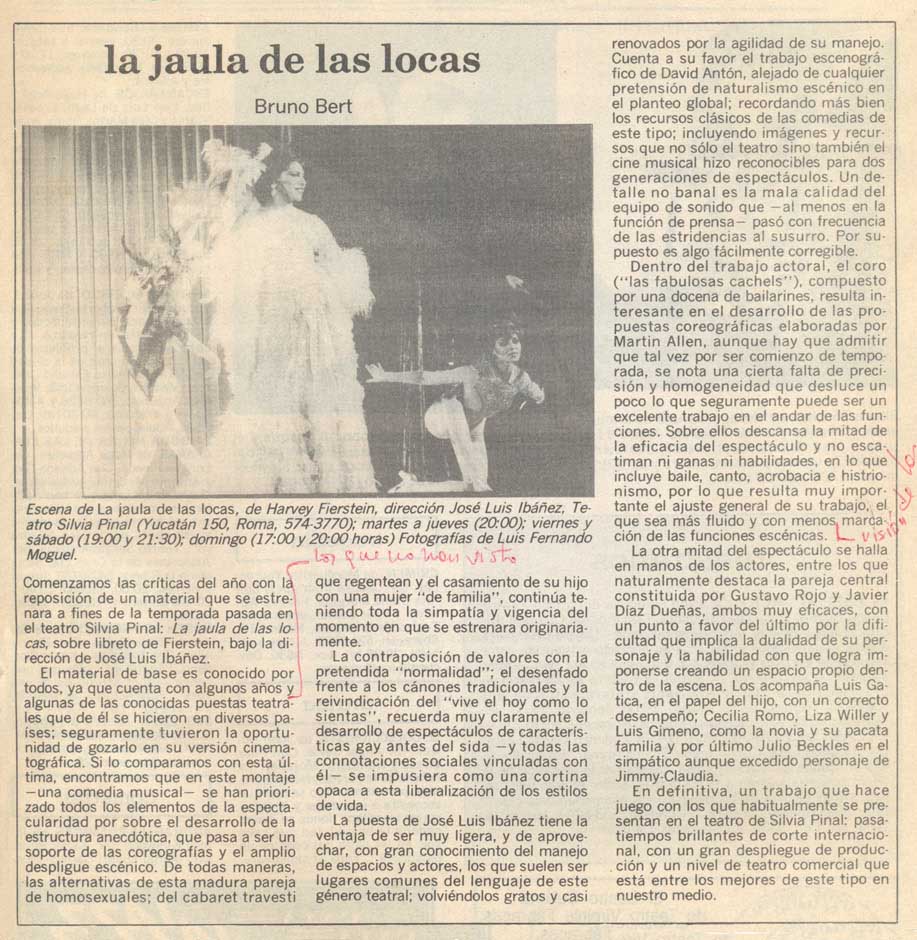 la jaula de las locas
Bruno Bert
Escena de La jaula de las locas, de Harvey Fierstein, dirección José Luis Ibáñez, Te-
atro Silvia Pinal (Yucatán 150, Roma, 574-3770); martes a jueves (20:00); viernes y
sábado (19:00 y 21:30); domingo (17:00 y 20:00 horas) Fotografías de Luis Fernando
Moguel.
los que no han visto
Comenzamos las críticas del año con la
reposición de un material que se estre-
nara a fines de la temporada pasada en
el teatro Silvia Pinal: La jaula de las lo-
cas, sobre libreto de Fierstein, bajo la di-
rección de José Luis Ibáñez.
El material de base es conocido por
todos, ya que cuenta con algunos años y
algunas de las conocidas puestas teatra-
les que de él se hicieron en diversos pa-
íses; seguramente tuvieron la oportu-
nidad de gozarlo en su versión cinema-
tográfica. Si lo comparamos con esta úl-
tima, encontramos que en este montaje
—una comedia musical— se han priori-
zado todos los elementos de la especta-
cularidad por sobre el desarrollo de la
estructura anecdótica, que pasa a ser un
soporte de las coreografías y el amplio
despligue escénico. De todas maneras,
las alternativas de esta madura pareja
de homosexuales; del cabaret travesti
que regentean y el casamiento de su hijo
con una mujer "de familia", continúa te-
niendo toda la simpatía y vigencia del
momento en que se estrenara originaria-
mente.
La contraposición de valores con la
pretendida "normalidad"; el desenfado
frente a los cánones tradicionales y la
reivindicación del "vive el hoy como lo
sientas", recuerda muy claramente el
desarrollo de espectáculos de caracterís-
ticas gay antes del sida —y todas las
connotaciones sociales vinculadas con
él— se impusiera como una cortina
opaca a esta liberalización de los estilos
de vida.
La puesta de José Luis Ibáñez tiene la
ventaja de ser muy ligera, y de aprove-
char, con gran conocimiento del manejo
de espacios y actores, los que suelen ser
lugares comunes del lenguaje de este
género teatral; volviéndolos gratos y casi
renovados por la agilidad de su manejo.
Cuenta a su favor el trabajo escenográ-
fico de David Antón, alejado de cualquier
pretensión de naturalismo escénico en
el planteo global; recordando más bien
los recursos clásicos de las comedias de
este tipo; incluyendo imágenes y recur-
sos que no sólo el teatro sino también el
cine musical hizo reconocibles para dos
generaciones de espectáculos. Un de-
talle no banal es la mala calidad del
equipo de sonido que —al menos en la
función de prensa— pasó con frecuencia
de las estridencias al susurro. Por su-
puesto es algo fácilmente corregible.
Dentro del trabajo actoral, el coro
("las fabulosas cachels"), compuesto
por una docena de bailarines, resulta in-
teresante en el desarrollo de las pro-
puestas coreográficas elaboradas por
Martin Allen, aunque hay que admitir
que tal vez por ser comienzo de tempo-
rada, se nota una cierta falta de preci-
sión y homogeneidad que desluce un
poco lo que seguramente puede ser un
excelente trabajo en el andar de las fun-
ciones. Sobre ellos descansa la mitad de
la eficacia del espectáculo y no esca-
timan ni ganas ni habilidades, en lo que
incluye baile, canto, acrobacia e histrio-
nismo, por lo que resulta muy impor-
tante el ajuste general de su trabajo, el
que sea más fluido y con menos marca-
ción de las funciones escénicas.
La otra mitad del espectáculo se halla
en manos de los actores, entre los que
naturalmente destaca la pareja central
constituida por Gustavo Rojo y Javier
Díaz Dueñas, ambos muy eficaces, con
un punto a favor del último por la difi-
cultad que implica la dualidad de su per-
sonaje y la habilidad con que logra im-
ponerse creando un espacio propio den-
tro de la escena. Los acompaña Luis Ga-
tica, en el papel del hijo, con un correcto
desempeño; Cecilia Romo, Liza Willer y
Luis Gimeno, como la novia y su pacata
familia y por último Julio Beckles en el
simpático aunque excedido personaje de
Jimmy-Claudia.
En definitiva, un trabajo que hace
juego con los que habitualmente se pre-
sentan en el teatro de Silvia Pinal: pasa-
tiempos brillantes de corte internacio-
nal, con un gran despliegue de produc-
ción y un nivel de teatro comercial que
está entre los mejores de este tipo en
nuestro medio.